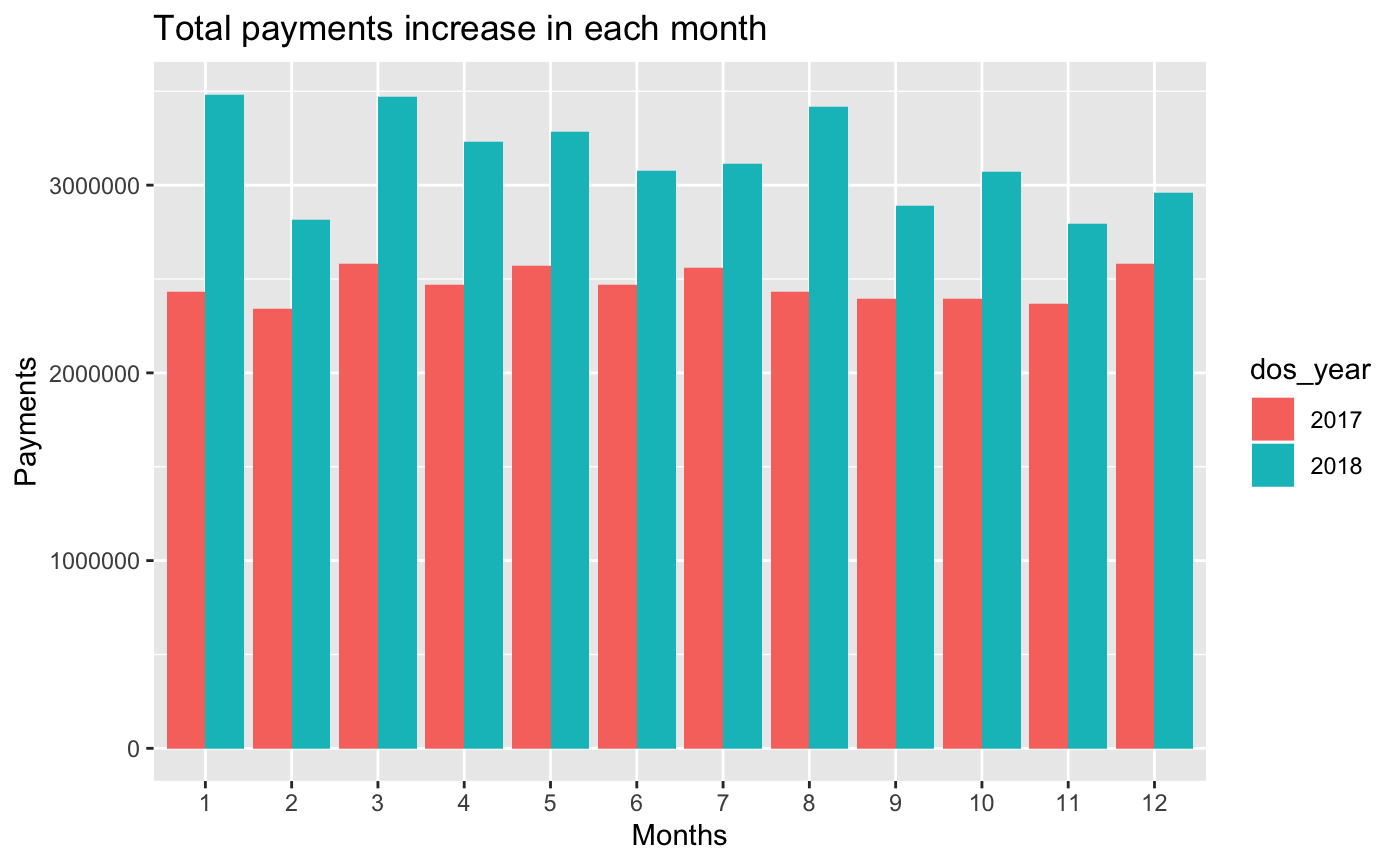 Total payments increase in each month
Payments
3000000
2000000
1000000
0
1 2 3 4 5 6 7 8 9 10 11 12
Months
dos_year
2017
2018